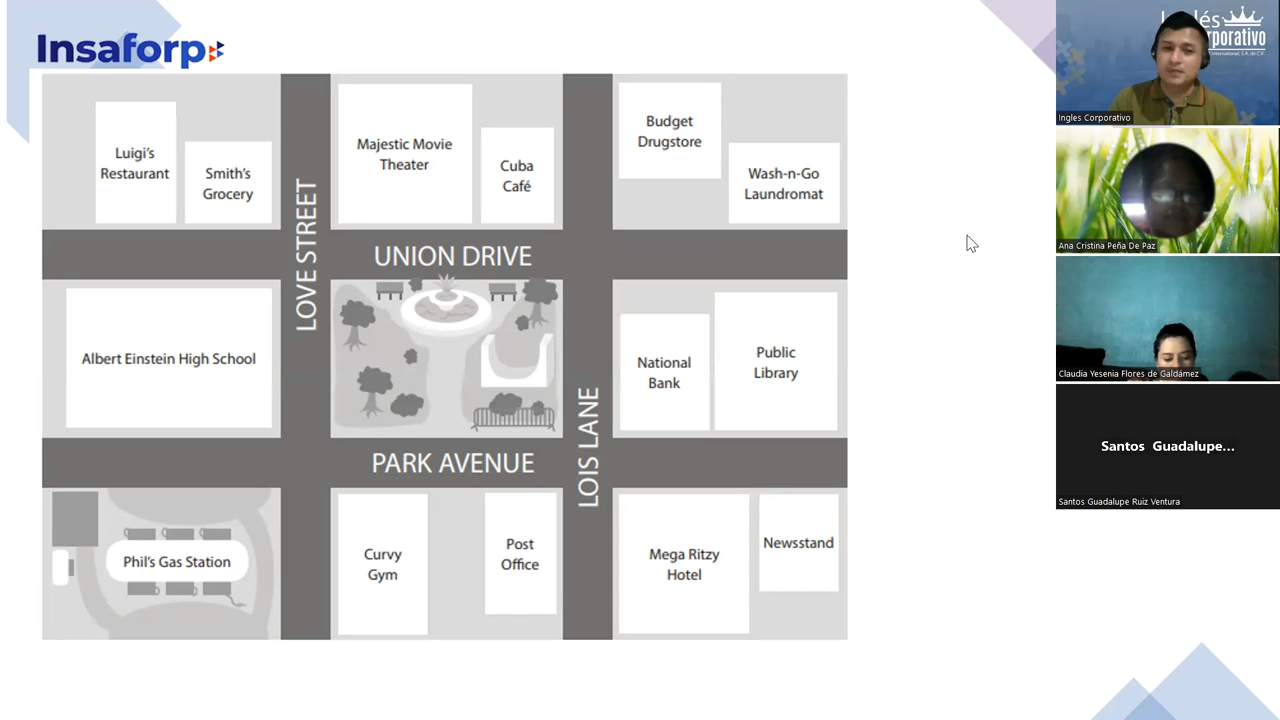 Insaforp
Luigi's
Restaurant
Smith's
Grocery
LOVE STREET
Majestic Movie
Theater
Cuba
Café
Budget
Drugstore
Wash-n-Go
Laundromat
UNION DRIVE
Albert Einstein High School
National
Bank
Public
Library
PARK AVENUE
LOIS LANE
Phil's Gas Station
Curvy
Gym
Post
Office
Mega Ritzy
Hotel
Newsstand
Ingles Corporativo
Ana Cristina Peña De Paz
Claudia Yesenia Flores de Galdámez
Santos Guadalupe...
Santos Guadalupe Ruiz Ventura